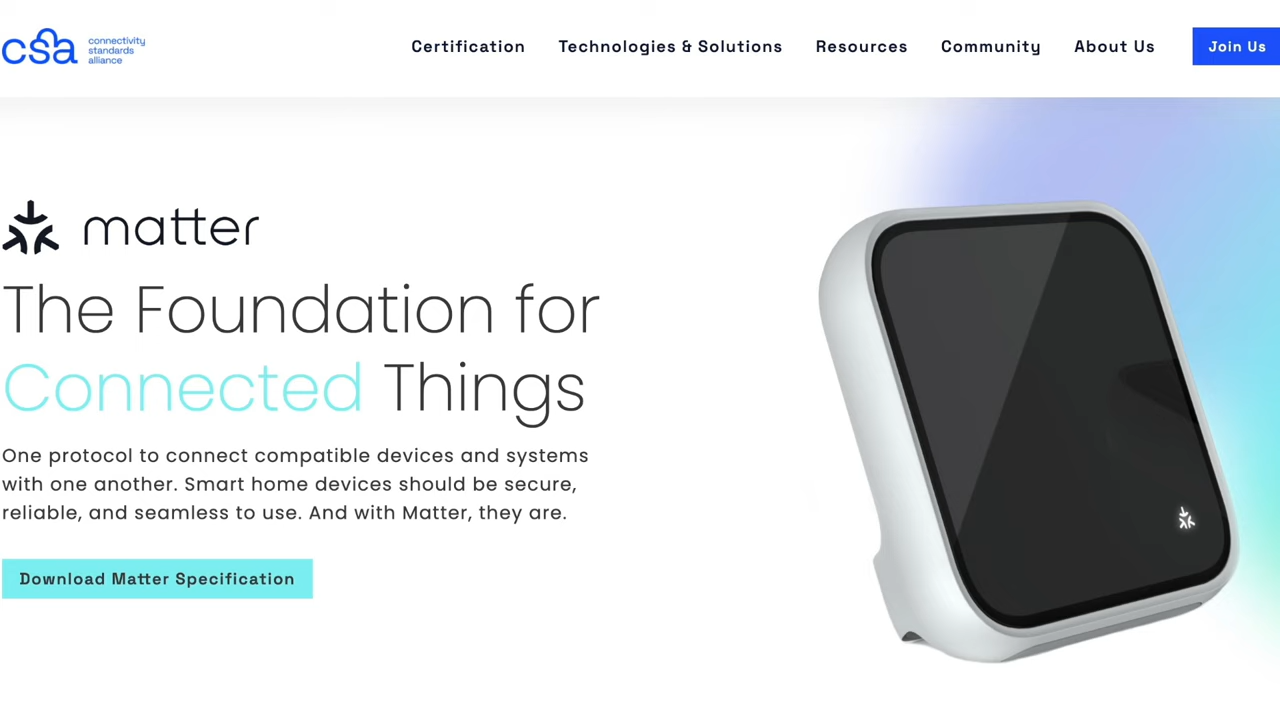 csa connectivity
standards
alliance
Certification Technologies & Solutions Resources Community About Us Join Us
matter
The Foundation for
Connected Things
One protocol to connect compatible devices and systems
with one another. Smart home devices should be secure,
reliable, and seamless to use. And with Matter, they are.
Download Matter Specification